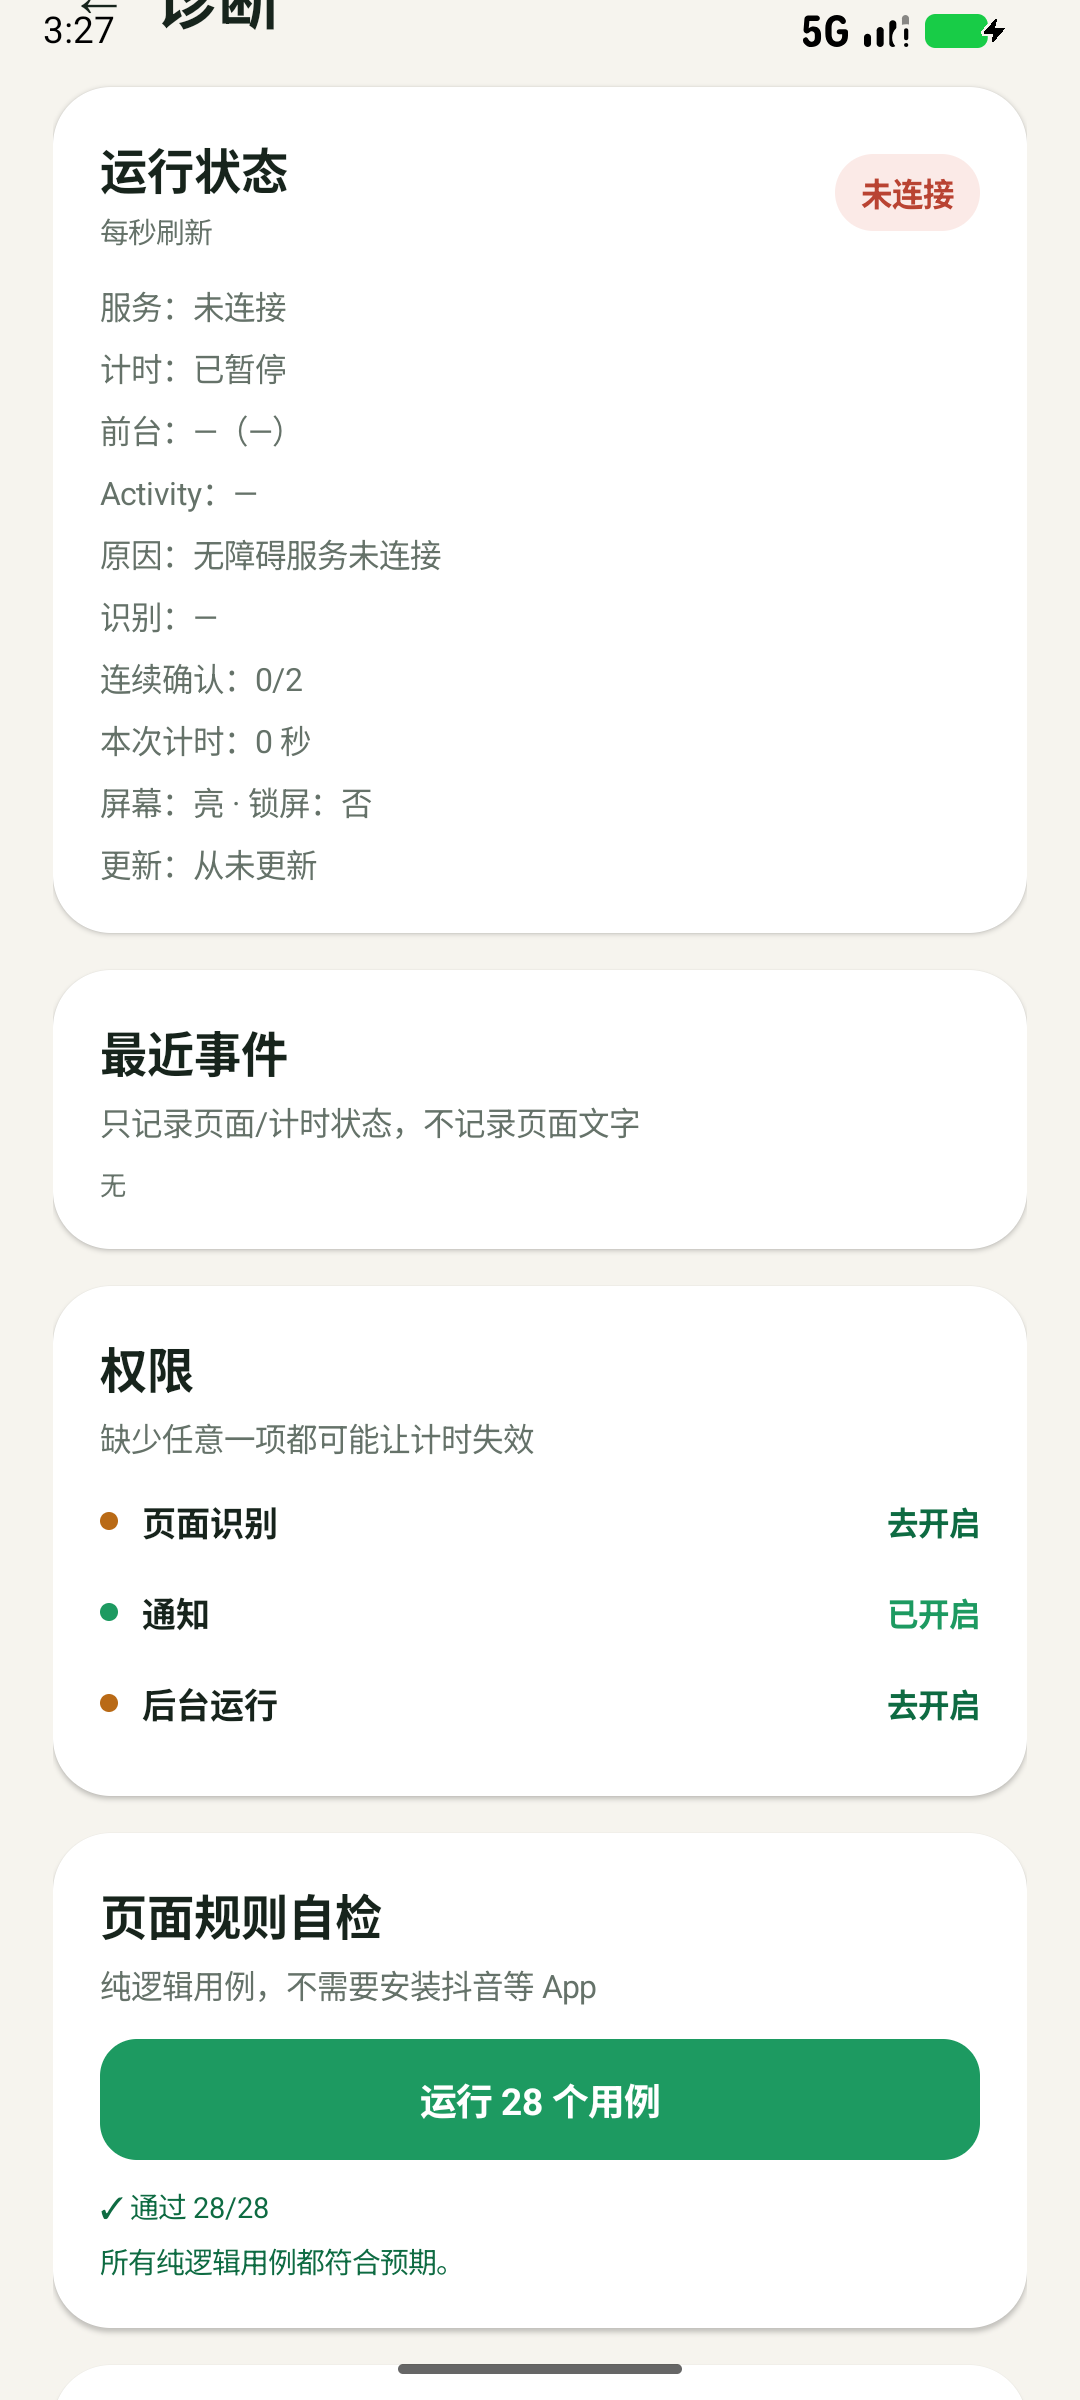 诊断
3:27
5G
运行状态
未连接
每秒刷新
服务：未连接
计时：已暂停
前台：—（—）
Activity：—
原因：无障碍服务未连接
识别：—
连续确认：0/2
本次计时：0 秒
屏幕：亮 · 锁屏：否
更新：从未更新
最近事件
只记录页面/计时状态，不记录页面文字
无
权限
缺少任意一项都可能让计时失效
页面识别 去开启
通知 已开启
后台运行 去开启
页面规则自检
纯逻辑用例，不需要安装抖音等 App
运行 28 个用例
✓ 通过 28/28
所有纯逻辑用例都符合预期。